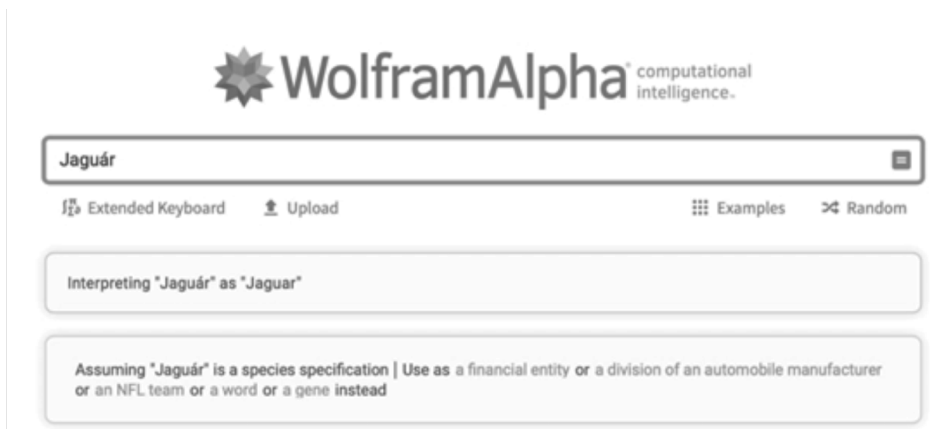 WolframAlpha computational
intelligence.
Jaguár
Extended Keyboard Upload Examples Random
Interpreting "Jaguár" as "Jaguar"
Assuming "Jaguár" is a species specification | Use as a financial entity or a division of an automobile manufacturer
or an NFL team or a word or a gene instead